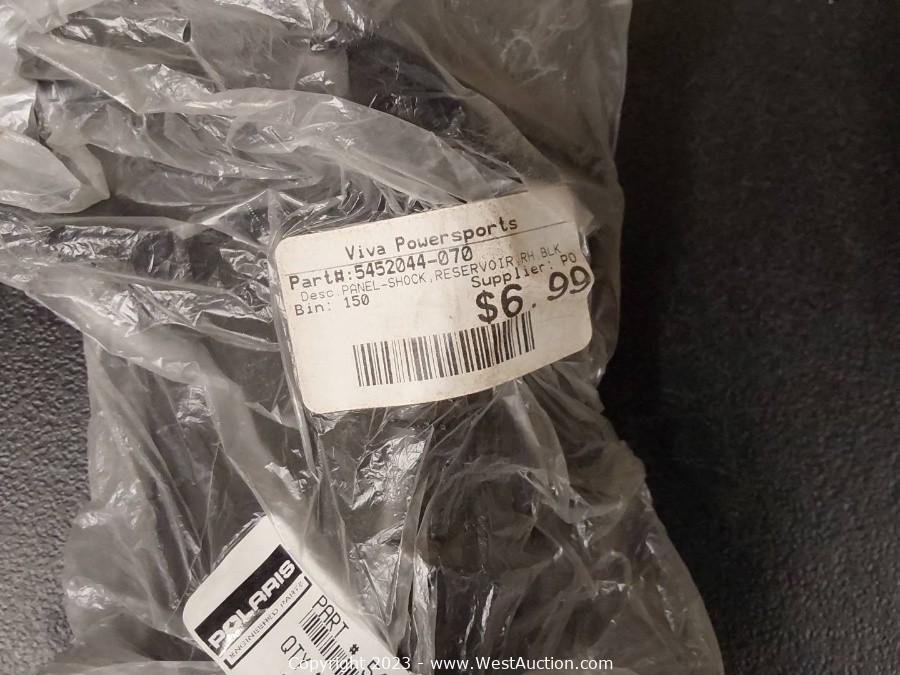 Viva Powersports
Part#:5452044-070
Desc.PANEL-SHOCK,RESERVOIR,RH BLK
Bin: 150 Supplier: PO
$6.99
POLARIS
PART #
QTY
Copyright 2023 - www.WestAuction.com